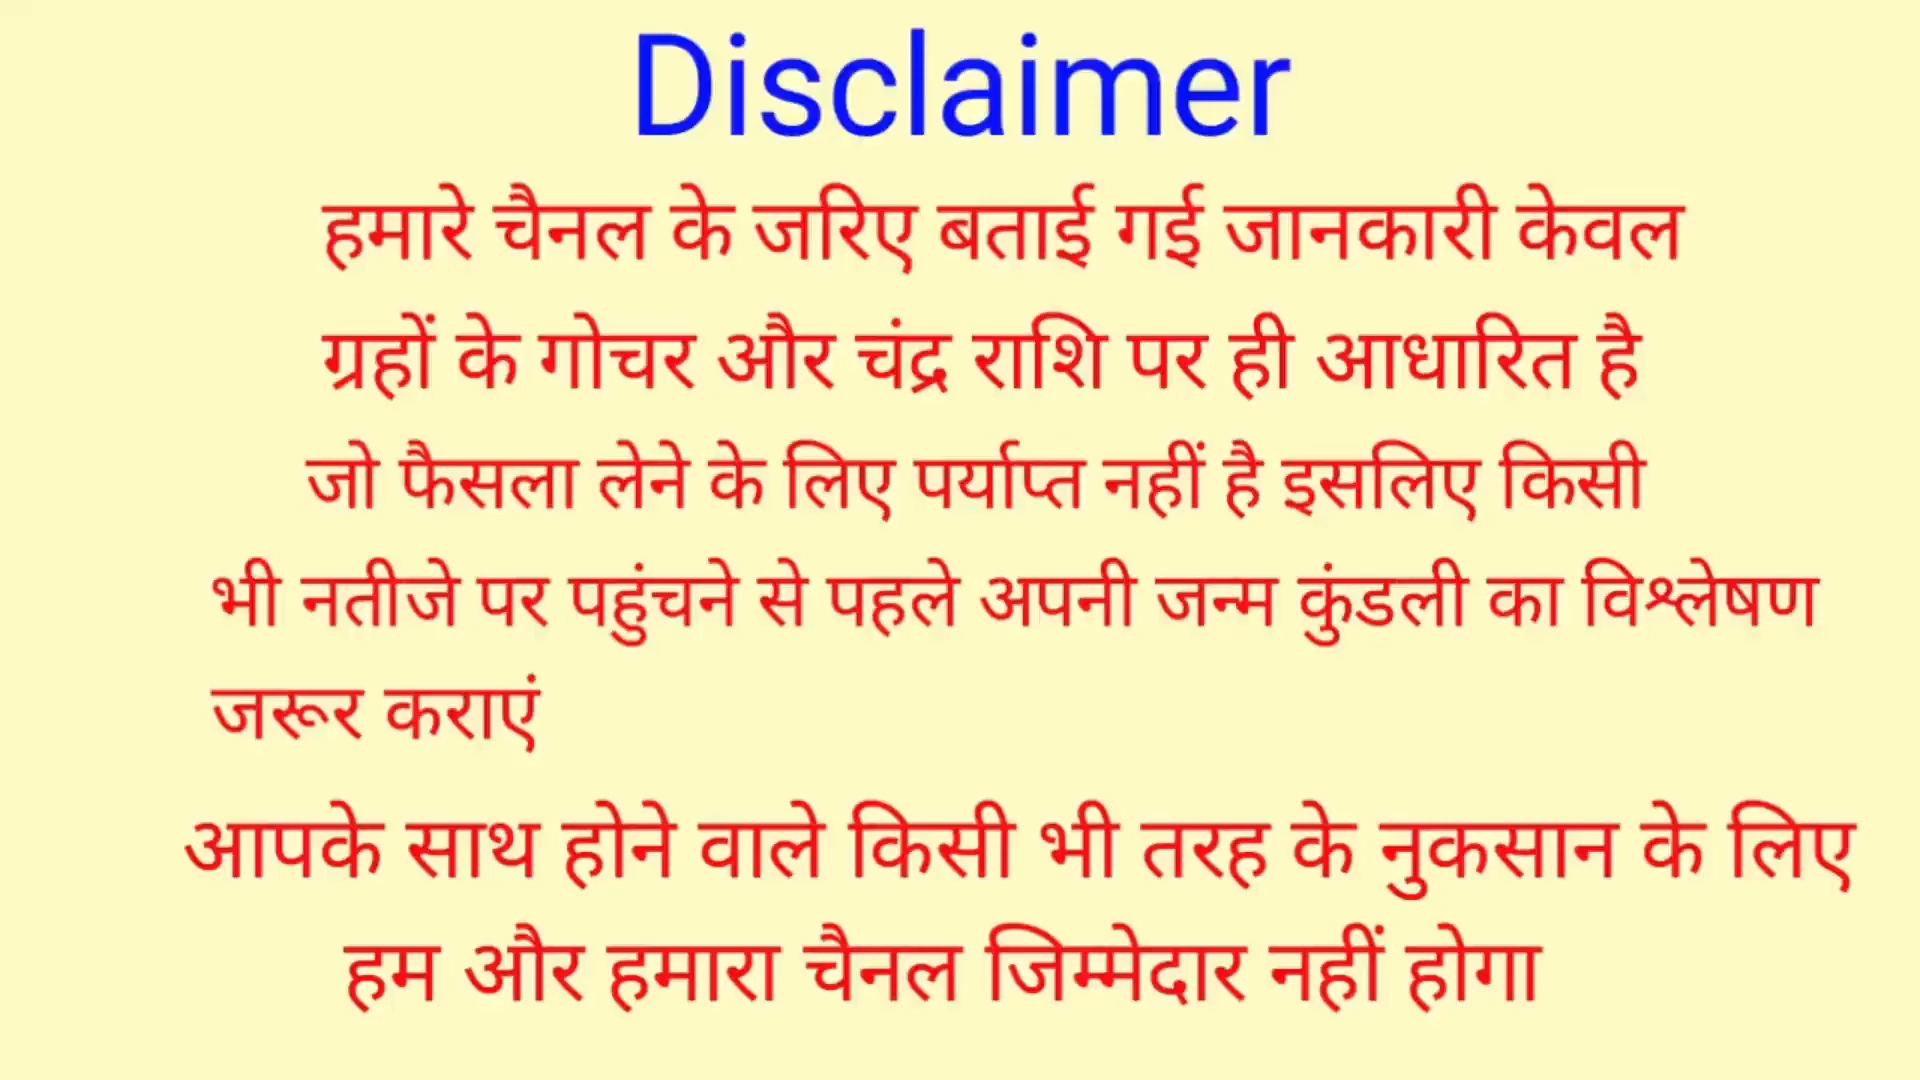 Disclaimer
हमारे चैनल के जरिए बताई गई जानकारी केवल
ग्रहों के गोचर और चंद्र राशि पर ही आधारित है
जो फैसला लेने के लिए पर्याप्त नहीं है इसलिए किसी
भी नतीजे पर पहुंचने से पहले अपनी जन्म कुंडली का विश्लेषण
जरूर कराएं
आपके साथ होने वाले किसी भी तरह के नुकसान के लिए
हम और हमारा चैनल जिम्मेदार नहीं होगा